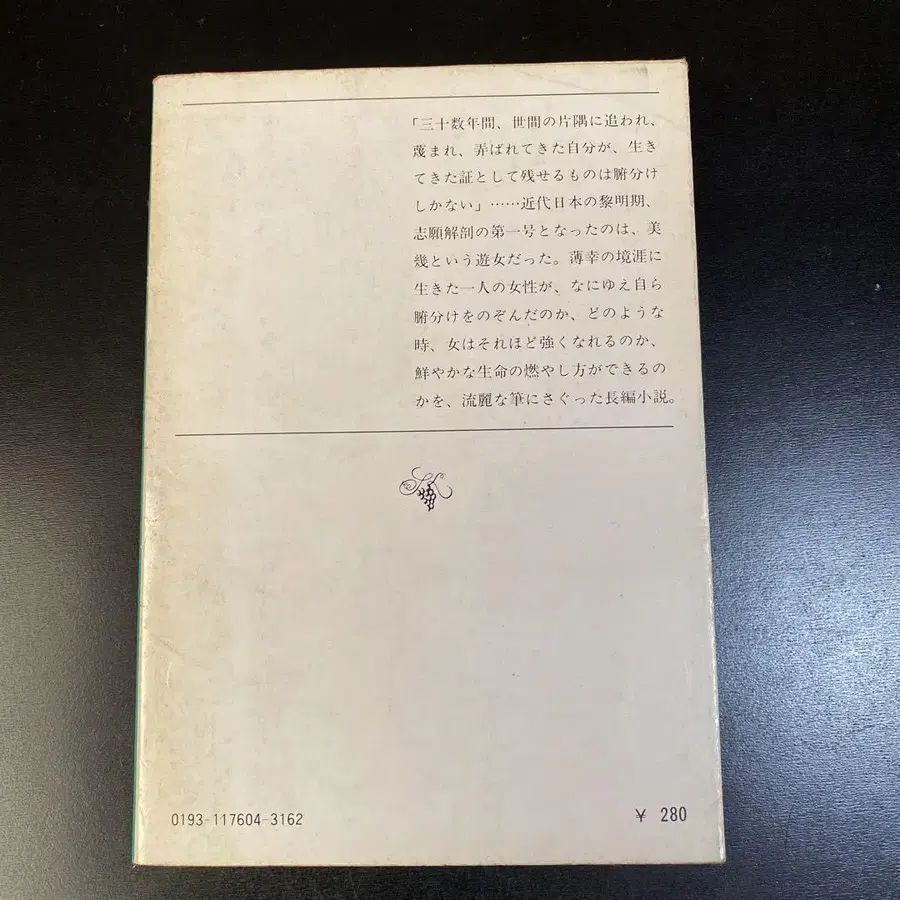 「三十数年間、世間の片隅に追われ、
蔑まれ、弄ばれてきた自分が、生き
てきた証として残せるものは腑分け
しかない」……近代日本の黎明期、
志願解剖の第一号となったのは、美
幾という遊女だった。薄幸の境涯に
生きた一人の女性が、なにゆえ自ら
腑分けをのぞんだのか、どのような
時、女はそれほど強くなれるのか、
鮮やかな生命の燃やし方ができるの
かを、流麗な筆にさぐった長編小説。
0193-117604-3162
¥ 280